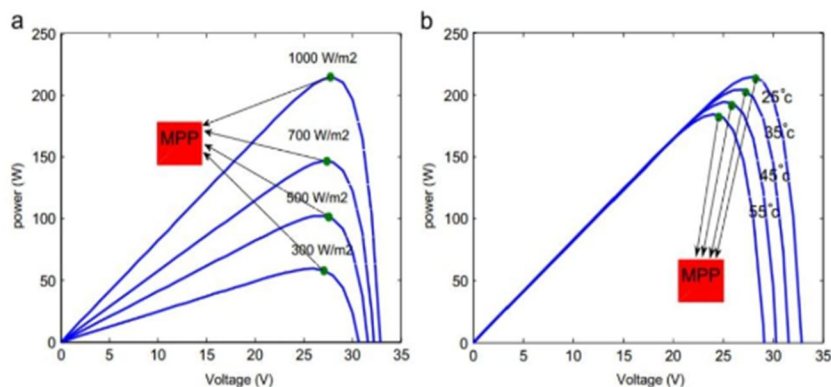 a
250
200
150
100
50
0
power (W)
1000 W/m2
MPP
700 W/m2
500 W/m2
300 W/m2
0 5 10 15 20 25 30 35
Voltage (V)
b
250
200
150
100
50
0
power (W)
25°c
35°c
45°c
55°c
MPP
0 5 10 15 20 25 30 35
Voltage (V)